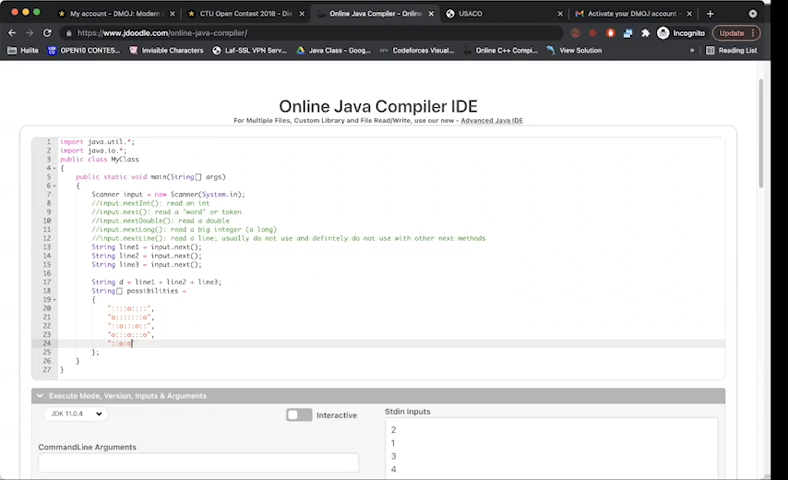 My account - DMOJ: Modern
CTU Open Contest 2018 - Di
Online Java Compiler - Online
USACO
Activate your DMOJ account -
https://www.jdoodle.com/online-java-compiler/
Incognito
Update
Halite
OPEN10 CONTES...
Invisible Characters
Laf-SSL VPN Serv...
Java Class - Goog...
Codeforces Visual...
Online C++ Compi...
View Solution
»
Reading List
Online Java Compiler IDE
For Multiple Files, Custom Library and File Read/Write, use our new - Advanced Java IDE
1 import java.util.*;
2 import java.io.*;
3 public class MyClass
4 {
5 public static void main(String[] args)
6 {
7 Scanner input = new Scanner(System.in);
8 //input.nextInt(): read an int
9 //input.next(): read a "word" or token
10 //input.nextDouble(): read a double
11 //input.nextLong(): read a big integer (a long)
12 //input.nextLine(): read a line; usually do not use and defintely do not use with other next methods
13 String line1 = input.next();
14 String line2 = input.next();
15 String line3 = input.next();
16
17 String d = line1 + line2 + line3;
18 String[] possibilities =
19 {
20 "::::o::::",
21 "o:::::::o",
22 "::o:::o::",
23 "o:::o:::o",
24 "::o:o"
25 };
26 }
27 }
Execute Mode, Version, Inputs & Arguments
JDK 11.0.4
Interactive
Stdin Inputs
2
1
3
4
CommandLine Arguments